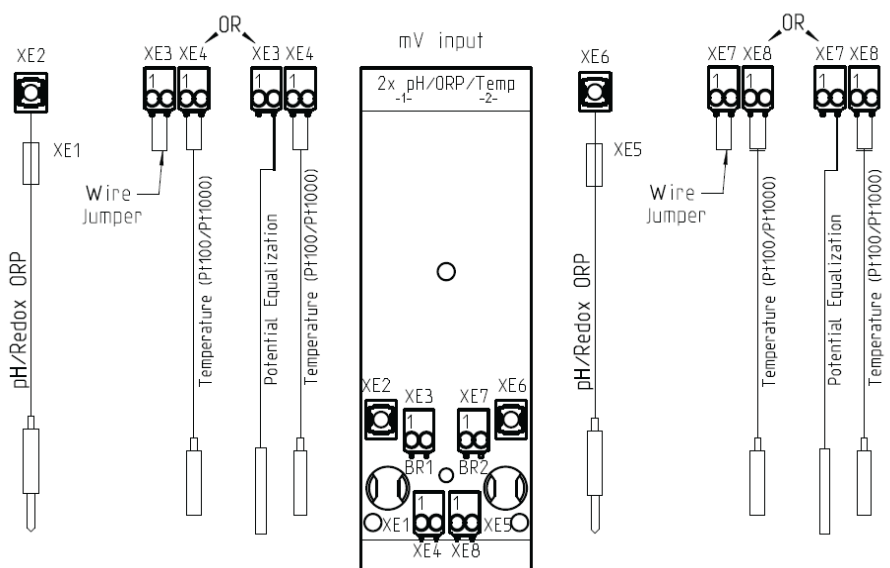 OR
XE2
XE3 XE4
XE3 XE4
1 1
1 1
XE1
Wire
Jumper
pH/Redox ORP
Temperature (Pt100/Pt1000)
Potential Equalization
Temperature (Pt100/Pt1000)
mV input
2x pH/ORP/Temp
-1- -2-
XE2 XE3 XE7 XE6
1 1
BR1 BR2
1 1
XE1 XE5
XE4 XE8
OR
XE6
XE7 XE8
XE7 XE8
1 1
1 1
XE5
Wire
Jumper
pH/Redox ORP
Temperature (Pt100/Pt1000)
Potential Equalization
Temperature (Pt100/Pt1000)